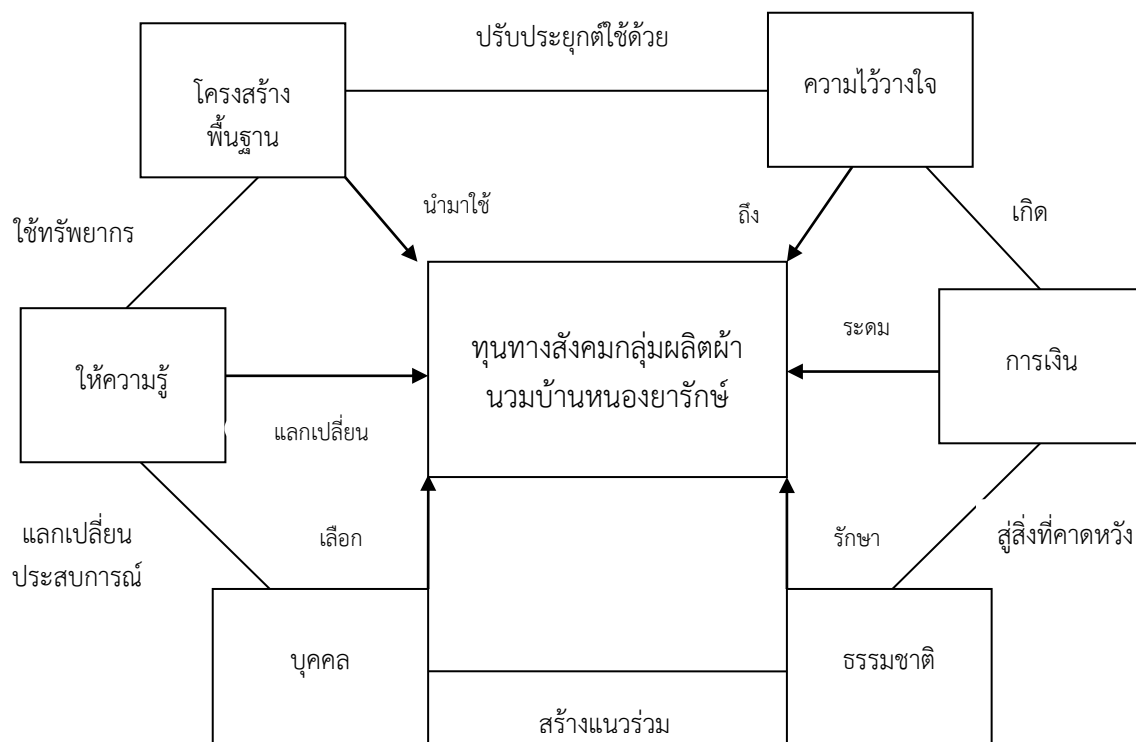 ปรับประยุกต์ใช้ด้วย
โครงสร้าง
พื้นฐาน
ความไว้วางใจ
นำมาใช้
ถึง
เกิด
ใช้ทรัพยากร
ระดม
ทุนทางสังคมกลุ่มผลิตผ้า
นวมบ้านหนองยารักษ์
ให้ความรู้
การเงิน
แลกเปลี่ยน
แลกเปลี่ยน
ประสบการณ์
เลือก
รักษา
สู่สิ่งที่คาดหวัง
บุคคล
ธรรมชาติ
สร้างแนวร่วม